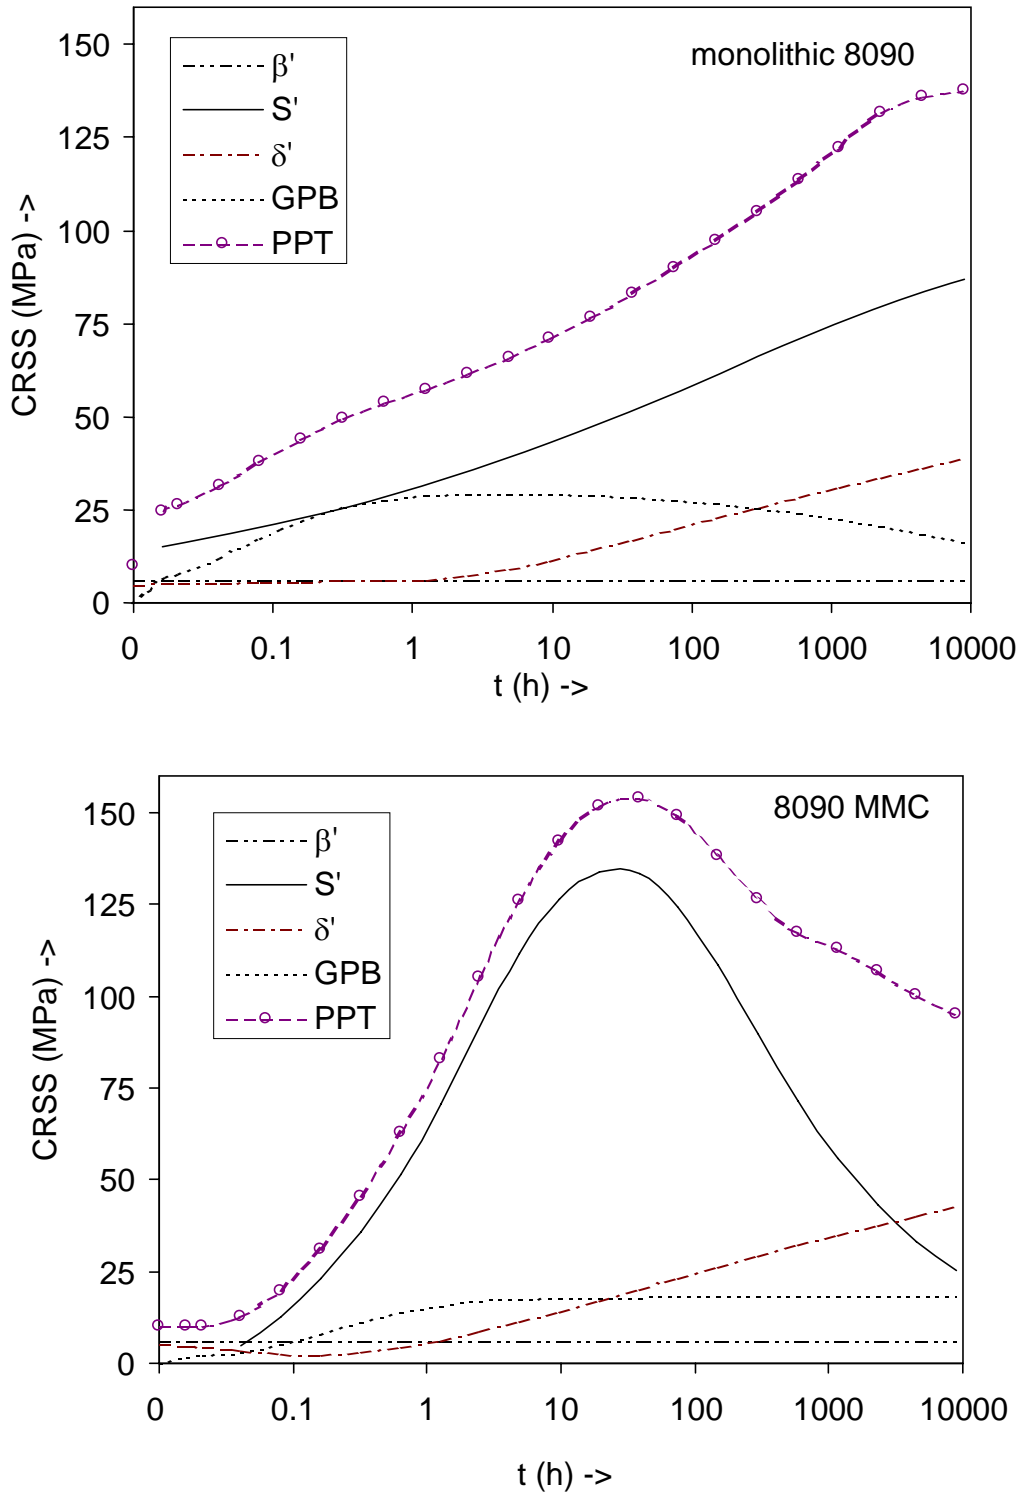 monolithic 8090
β'
S'
δ'
GPB
PPT
CRSS (MPa) ->
150
125
100
75
50
25
0
0 0.1 1 10 100 1000 10000
t (h) ->
8090 MMC
β'
S'
δ'
GPB
PPT
CRSS (MPa) ->
150
125
100
75
50
25
0
0 0.1 1 10 100 1000 10000
t (h) ->